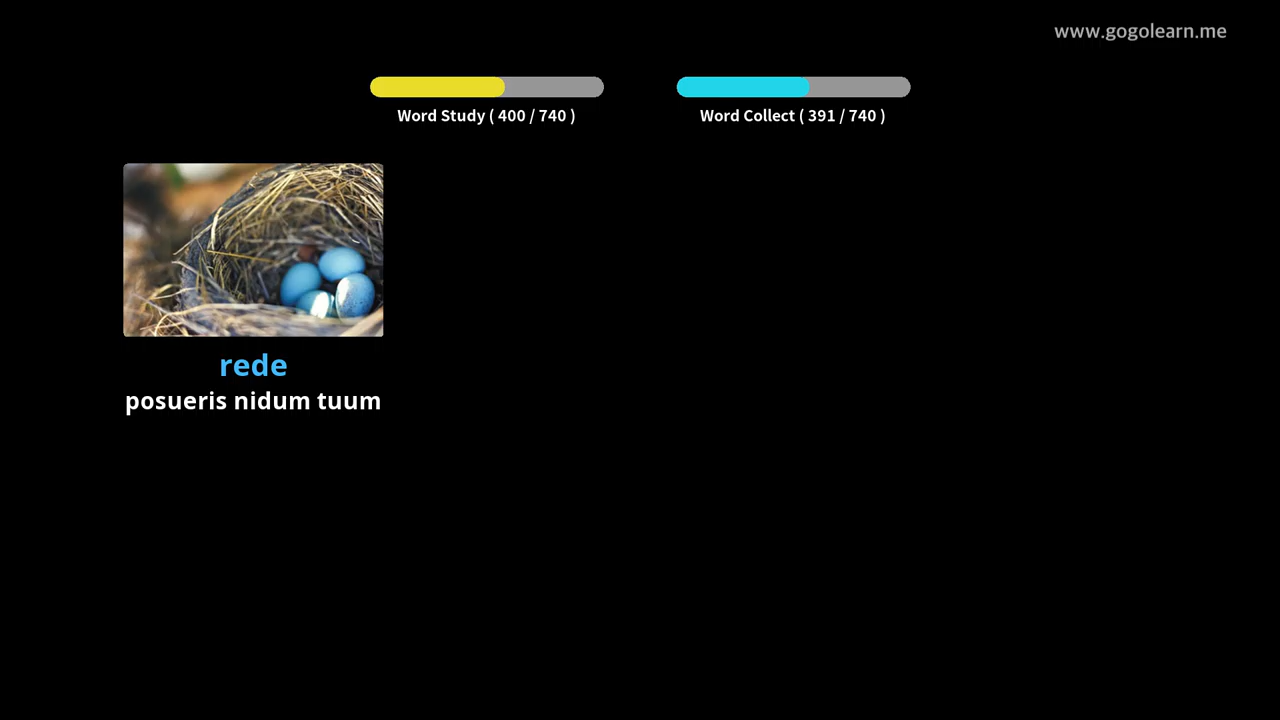 www.gogolearn.me
Word Study ( 400 / 740 )
Word Collect ( 391 / 740 )
rede
posueris nidum tuum